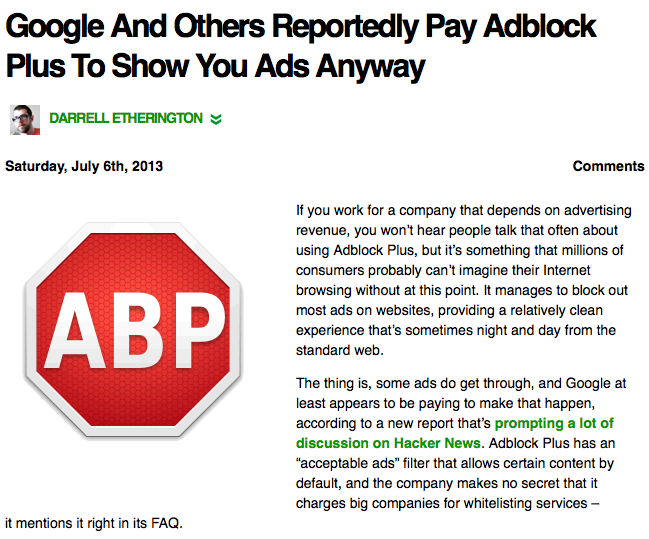 Google And Others Reportedly Pay Adblock
Plus To Show You Ads Anyway
DARRELL ETHERINGTON
Saturday, July 6th, 2013
Comments
ABP
If you work for a company that depends on advertising
revenue, you won’t hear people talk that often about
using Adblock Plus, but it’s something that millions of
consumers probably can’t imagine their Internet
browsing without at this point. It manages to block out
most ads on websites, providing a relatively clean
experience that’s sometimes night and day from the
standard web.
The thing is, some ads do get through, and Google at
least appears to be paying to make that happen,
according to a new report that’s prompting a lot of
discussion on Hacker News. Adblock Plus has an
“acceptable ads” filter that allows certain content by
default, and the company makes no secret that it
charges big companies for whitelisting services –
it mentions it right in its FAQ.